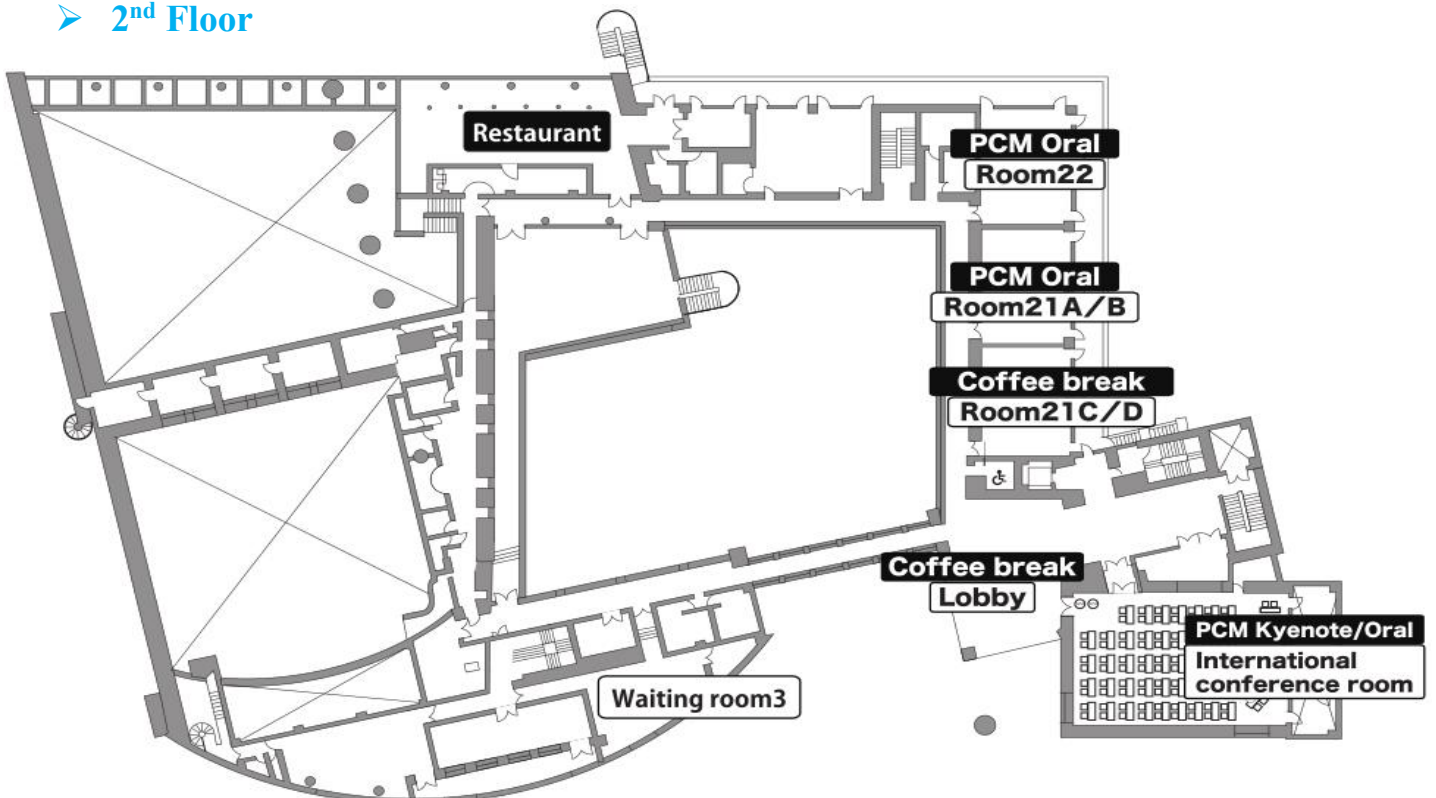 ➤ 2nd Floor
Restaurant
PCM Oral
Room22
PCM Oral
Room21A/B
Coffee break
Room21C/D
Coffee break
Lobby
PCM Kyenote/Oral
International
conference room
Waiting room3